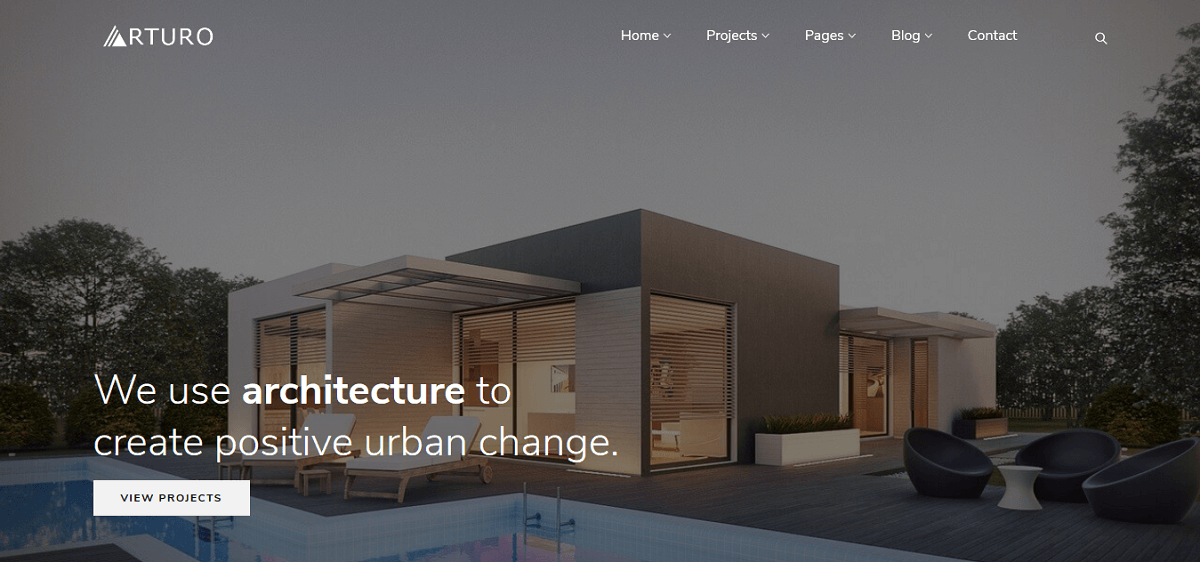 ARTURO
Home
Projects
Pages
Blog
Contact
We use architecture to
create positive urban change.
VIEW PROJECTS